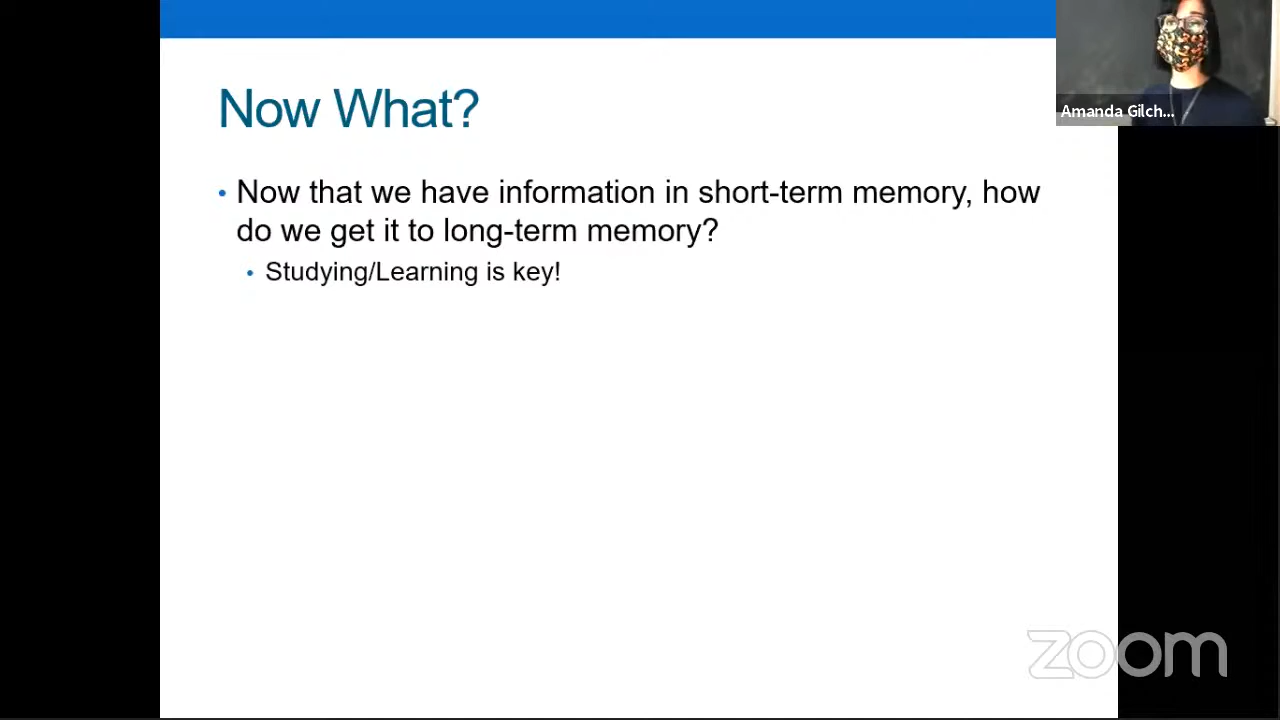 Now What?
Amanda Gilch...
• Now that we have information in short-term memory, how
do we get it to long-term memory?
• Studying/Learning is key!
zoom